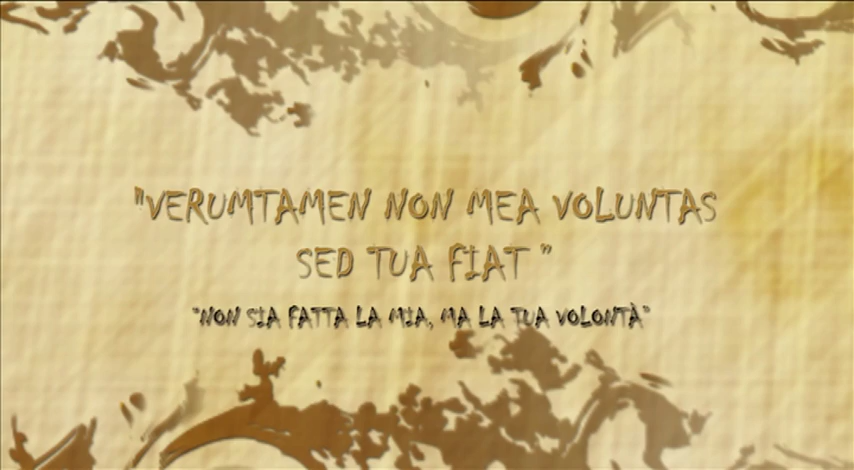 "VERUMTAMEN NON MEA VOLUNTAS
SED TUA FIAT "
"NON SIA FATTA LA MIA, MA LA TUA VOLONTÀ"